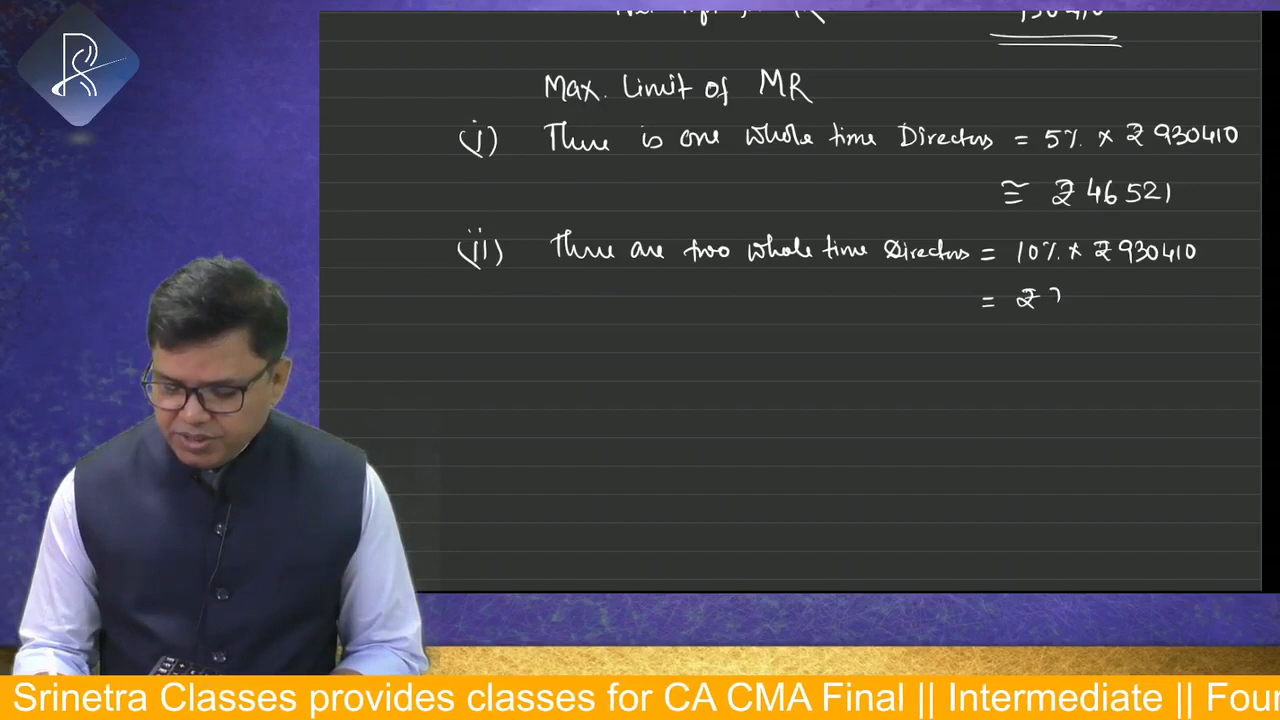 930410
Max. Limit of MR
(i) There is one whole time Directors = 5% × ₹930410
≅ ₹46521
(ii) There are two whole time Directors = 10% × ₹930410
= ₹
Srinetra Classes provides classes for CA CMA Final || Intermediate || Four